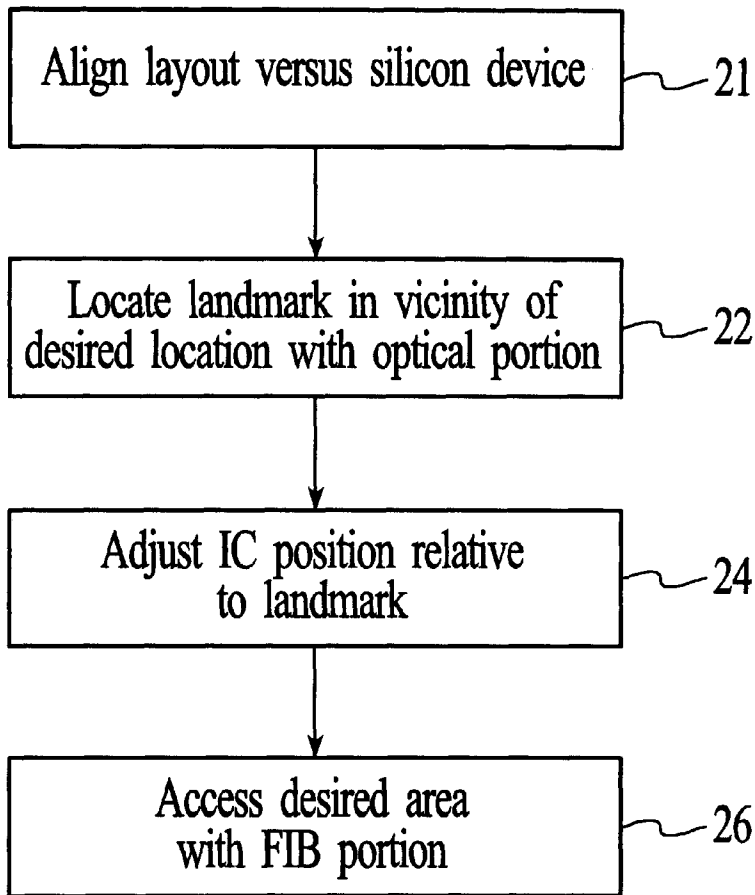 Align layout versus silicon device
21
Locate landmark in vicinity of
desired location with optical portion
22
Adjust IC position relative
to landmark
24
Access desired area
with FIB portion
26